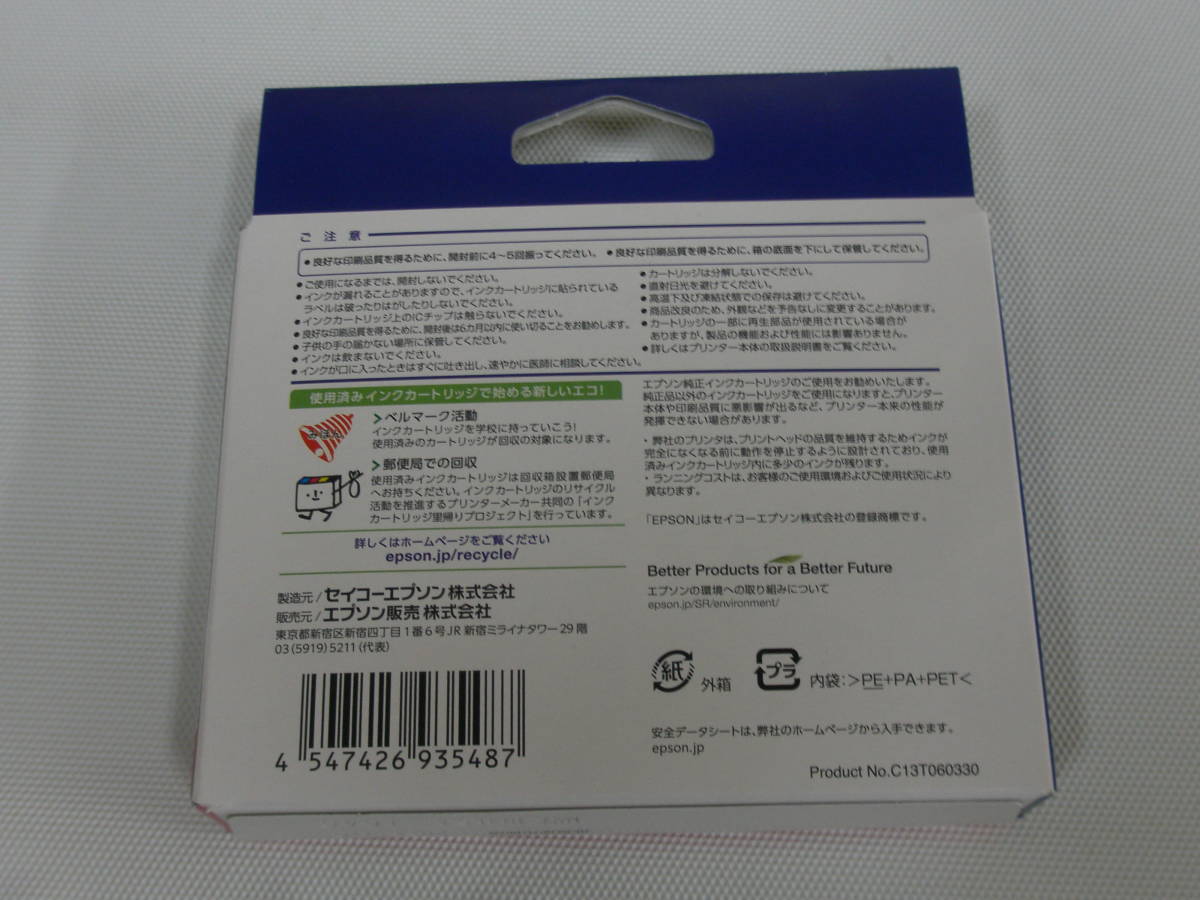 ご注意
●良好な印刷品質を得るために、開封前に4～5回振ってください。 ●良好な印刷品質を得るために、箱の底面を下にして保管してください。
●ご使用になるまでは、開封しないでください。
●インクが漏れることがありますので、インクカートリッジに貼られている
ラベルは破ったりはがしたりしないでください。
●インクカートリッジ上のICチップは触らないでください。
●良好な印刷品質を得るために、開封後は6カ月以内に使い切ることをお勧めします。
●子供の手の届かない場所に保管してください。
●インクは飲まないでください。
●インクが口に入ったときはすぐに吐き出し、速やかに医師に相談してください。
●カートリッジは分解しないでください。
●直射日光を避けてください。
●高温下及び凍結状態での保存は避けてください。
●商品改良のため、外観などを予告なしに変更することがあります。
●カートリッジの一部に再生部品が使用されている場合が
ありますが、製品の機能および性能には影響ありません。
●詳しくはプリンター本体の取扱説明書をご覧ください。
使用済みインクカートリッジで始める新しいエコ!
みほん
>ベルマーク活動
インクカートリッジを学校に持っていこう!
使用済みのカートリッジが回収の対象になります。
>郵便局での回収
使用済みインクカートリッジは回収箱設置郵便局
へお持ちください。インクカートリッジのリサイクル
活動を推進するプリンターメーカー共同の「インク
カートリッジ里帰りプロジェクト」を行っています。
詳しくはホームページをご覧ください
epson.jp/recycle/
製造元/セイコーエプソン株式会社
販売元/エプソン販売株式会社
東京都新宿区新宿四丁目1番6号JR新宿ミライナタワー29階
03(5919)5211(代表)
4 547426 935487
エプソン純正インクカートリッジのご使用をお勧めいたします。
純正品以外のインクカートリッジをご使用になりますと、プリンター
本体や印刷品質に悪影響が出るなど、プリンター本来の性能が
発揮できない場合があります。
・弊社のプリンタは、プリントヘッドの品質を維持するためインクが
完全になくなる前に動作を停止するように設計されており、使用
済みインクカートリッジ内に多少のインクが残ります。
・ランニングコストは、お客様のご使用環境およびご使用状況により
異なります。
「EPSON」はセイコーエプソン株式会社の登録商標です。
Better Products for a Better Future
エプソンの環境への取り組みについて
epson.jp/SR/environment/
紙 外箱 プラ 内袋:>PE+PA+PET<
安全データシートは、弊社のホームページから入手できます。
epson.jp
Product No.C13T060330